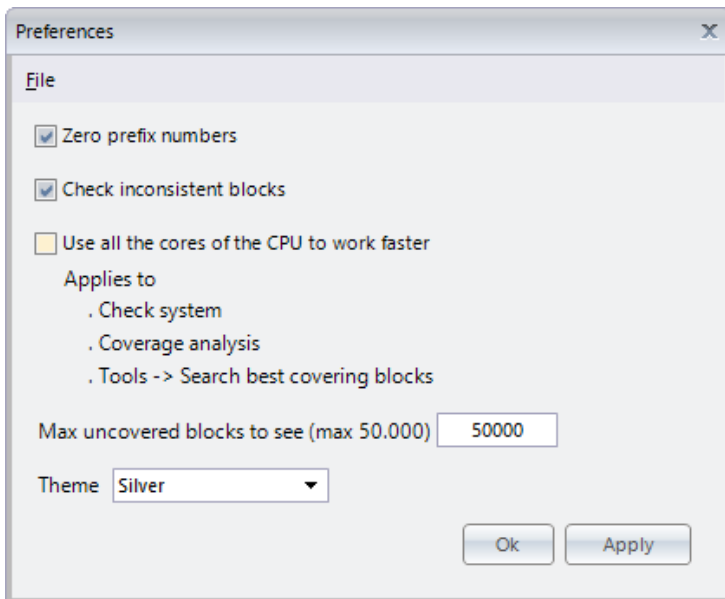 Preferences
File
Zero prefix numbers
Check inconsistent blocks
Use all the cores of the CPU to work faster
Applies to
. Check system
. Coverage analysis
. Tools -> Search best covering blocks
Max uncovered blocks to see (max 50.000) 50000
Theme Silver
Ok Apply